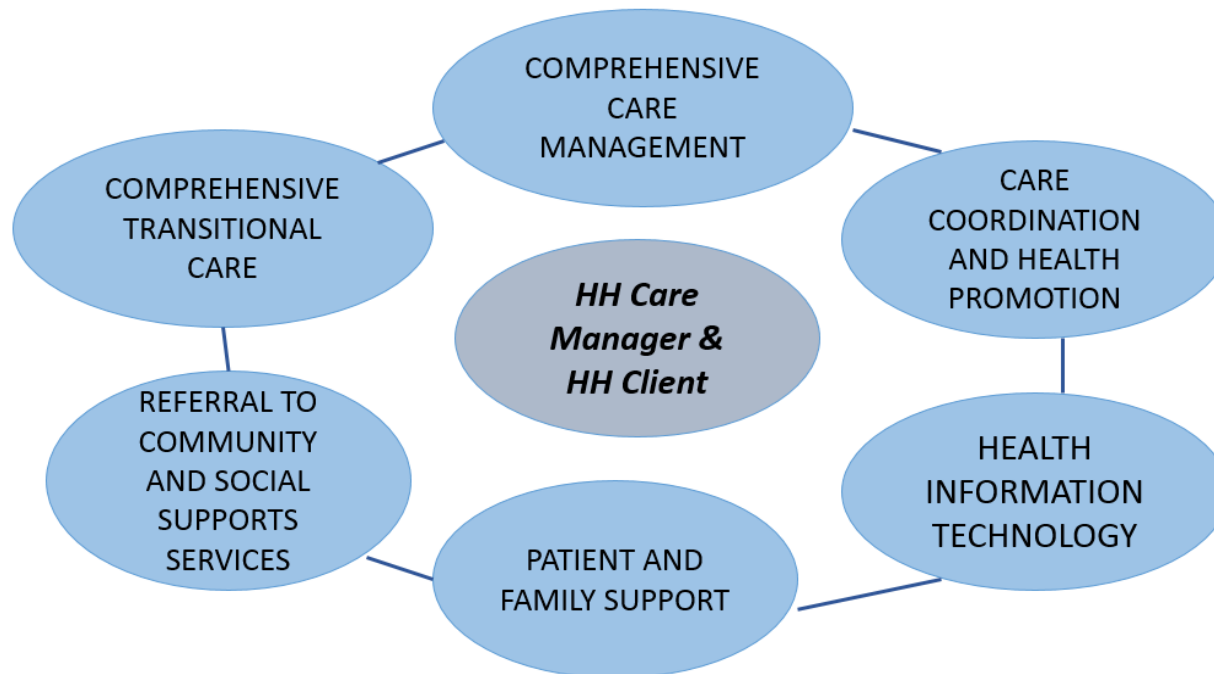 COMPREHENSIVE
CARE
MANAGEMENT
CARE
COORDINATION
AND HEALTH
PROMOTION
HEALTH
INFORMATION
TECHNOLOGY
PATIENT AND
FAMILY SUPPORT
REFERRAL TO
COMMUNITY
AND SOCIAL
SUPPORTS
SERVICES
COMPREHENSIVE
TRANSITIONAL
CARE
HH Care
Manager &
HH Client